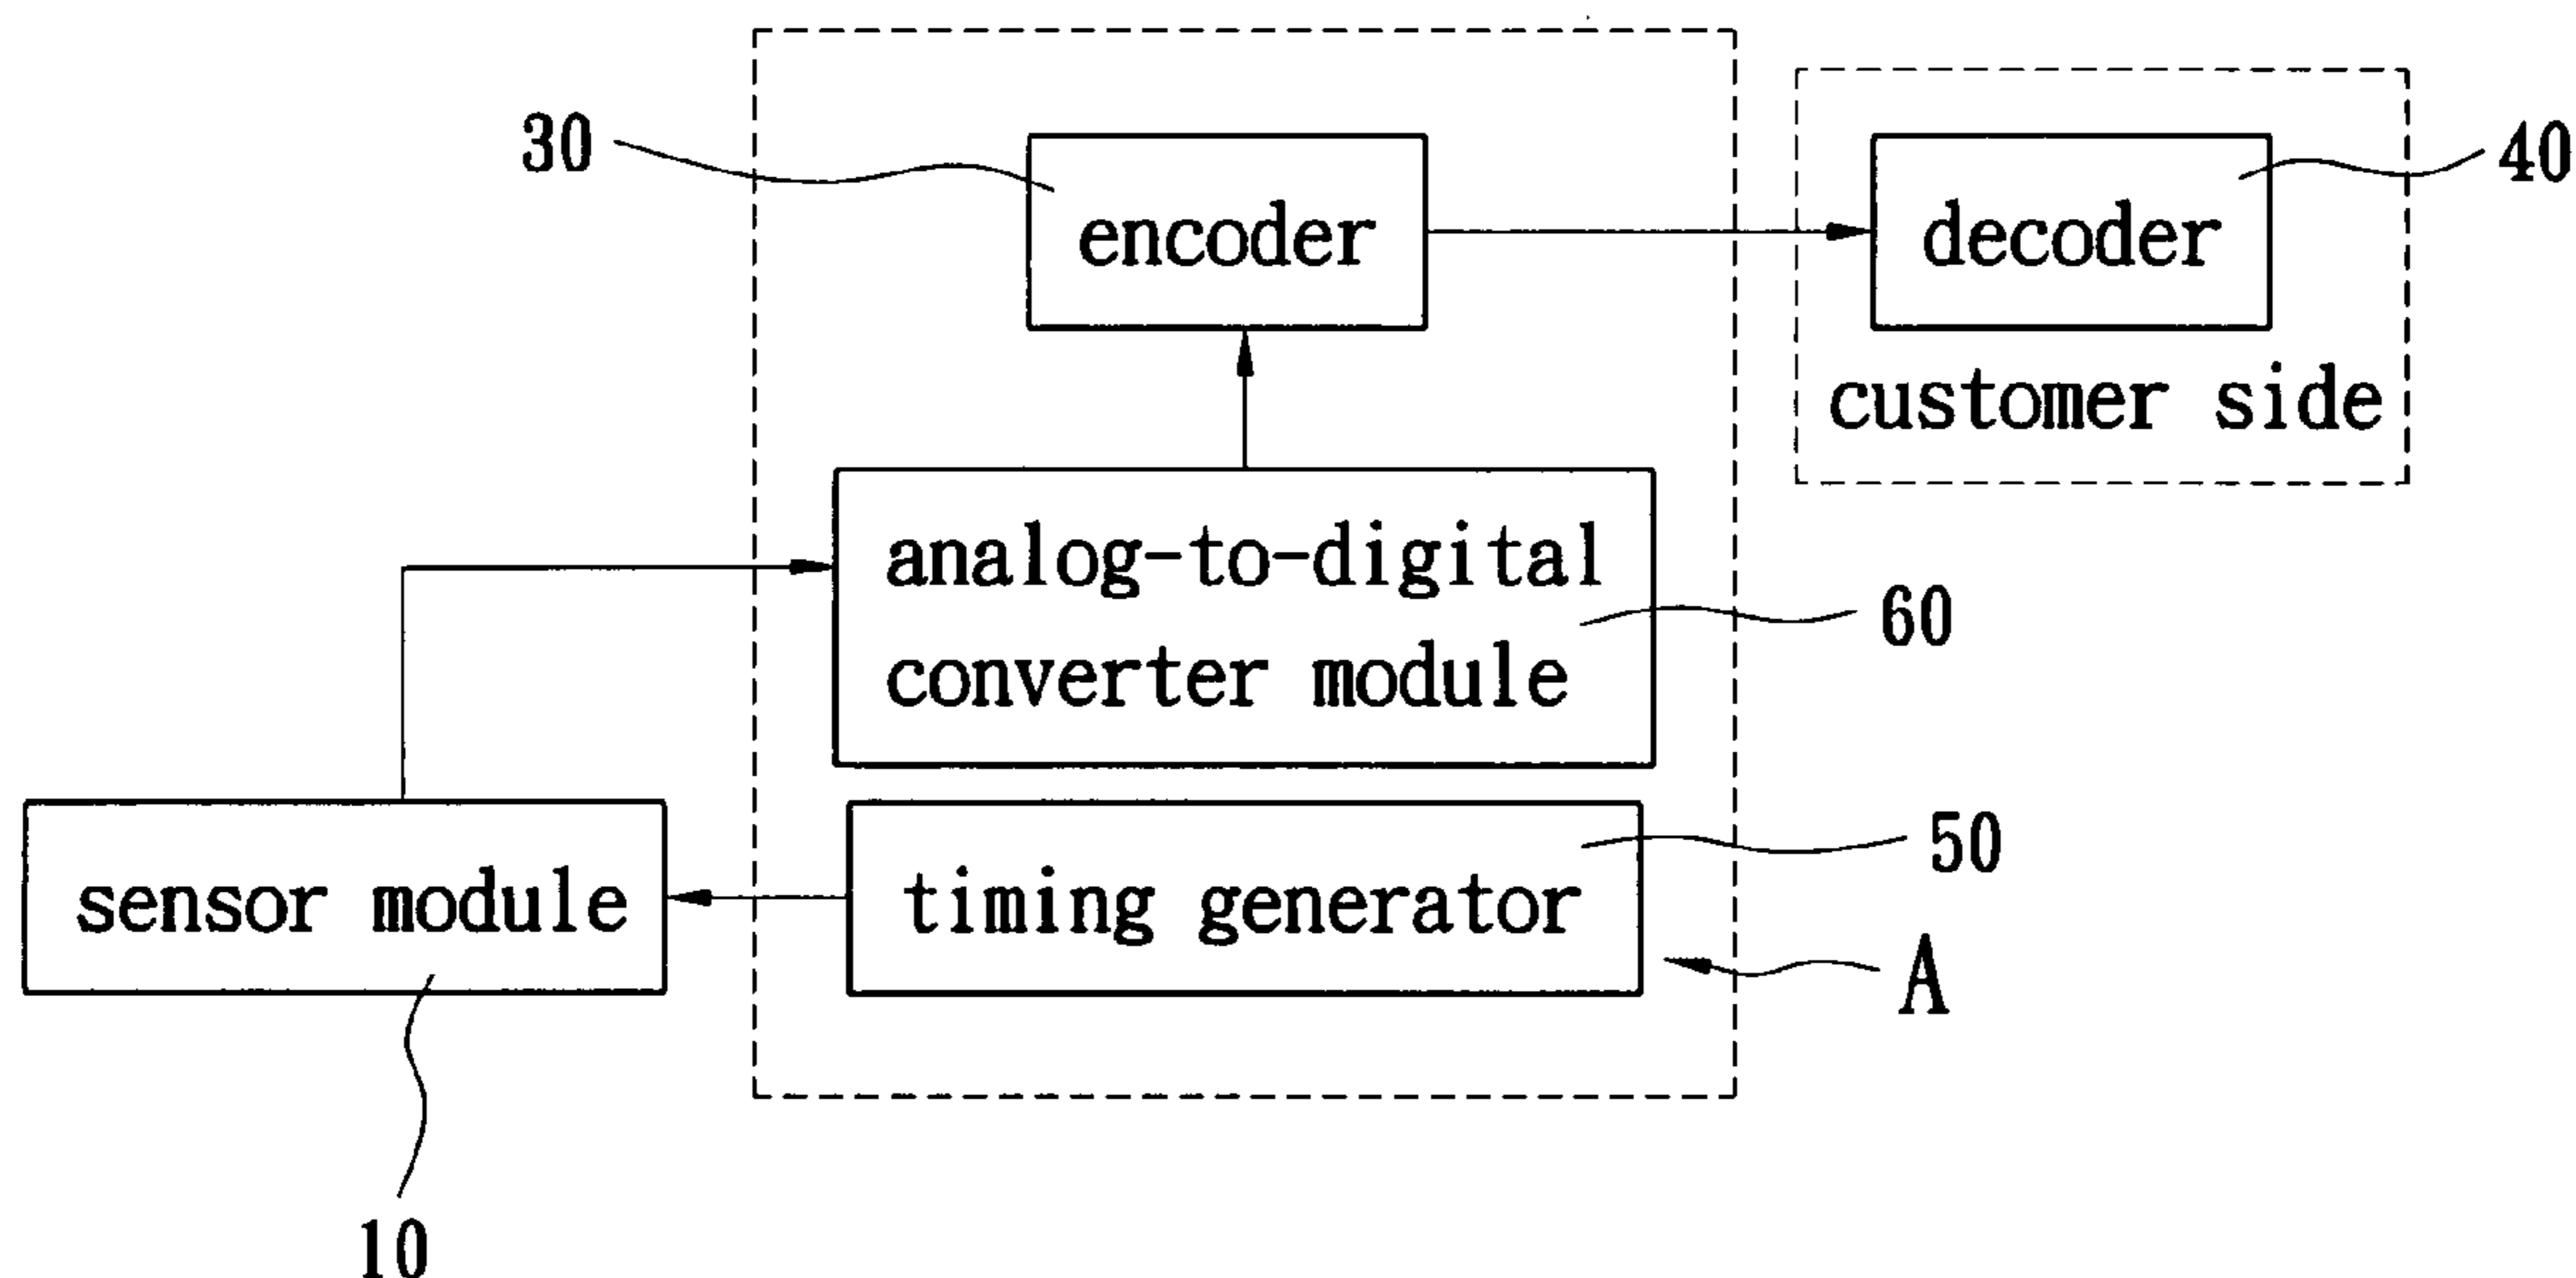 30
encoder
decoder
40
customer side
analog-to-digital
converter module
60
sensor module
timing generator
50
A
10